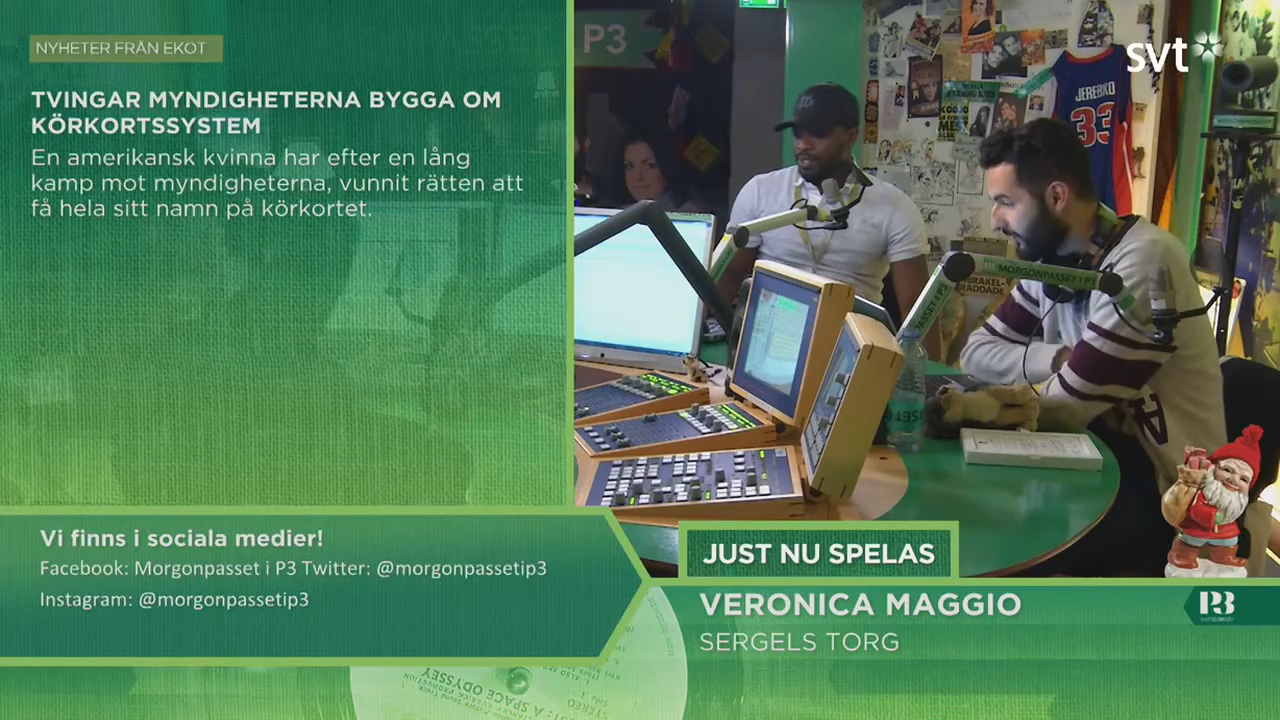 NYHETER FRÅN EKOT
TVINGAR MYNDIGHETERNA BYGGA OM
KÖRKORTSSYSTEM
En amerikansk kvinna har efter en lång
kamp mot myndigheterna, vunnit rätten att
få hela sitt namn på körkortet.
P3
svt
JEREBKO
33
MORGONPASSET I P3
Vi finns i sociala medier!
Facebook: Morgonpasset i P3 Twitter: @morgonpassetip3
Instagram: @morgonpassetip3
JUST NU SPELAS
VERONICA MAGGIO
SERGELS TORG
P3
A SPACE ODYSSEY
STEREO